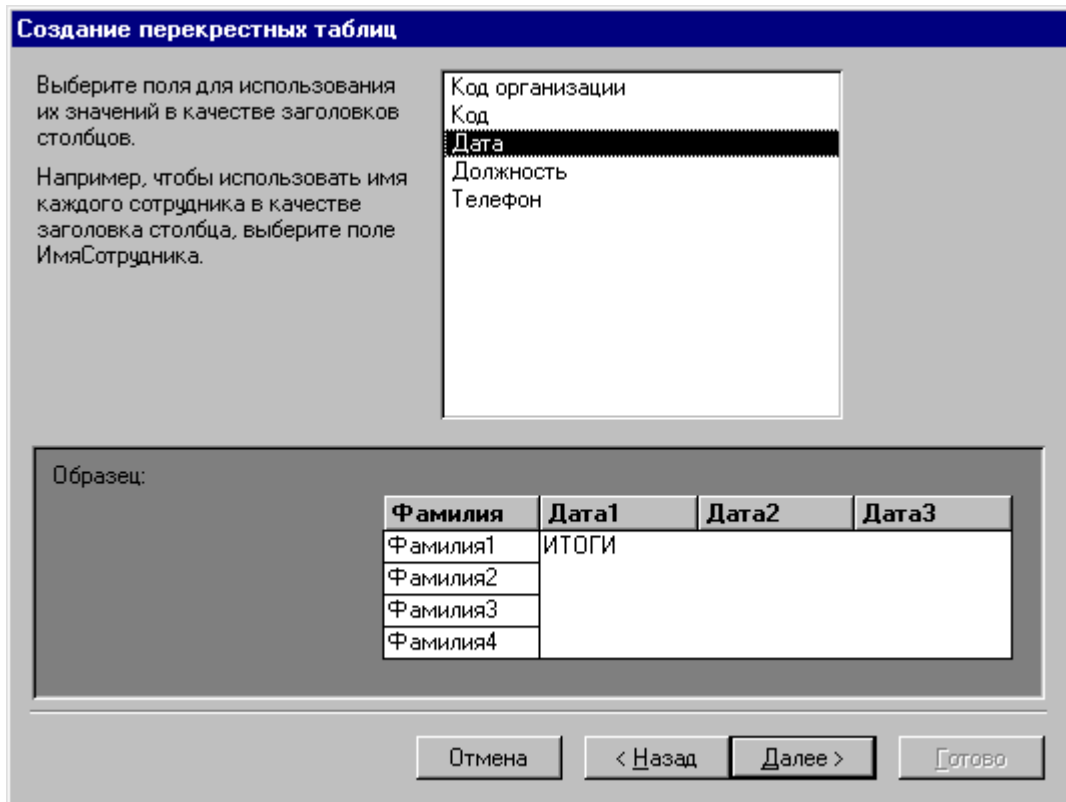 Создание перекрестных таблиц
Выберите поля для использования
их значений в качестве заголовков
столбцов.
Например, чтобы использовать имя
каждого сотрудника в качестве
заголовка столбца, выберите поле
ИмяСотрудника.
Код организации
Код
Дата
Должность
Телефон
Образец:
Фамилия Дата1 Дата2 Дата3
Фамилия1 ИТОГИ
Фамилия2
Фамилия3
Фамилия4
Отмена < Назад Далее > Готово